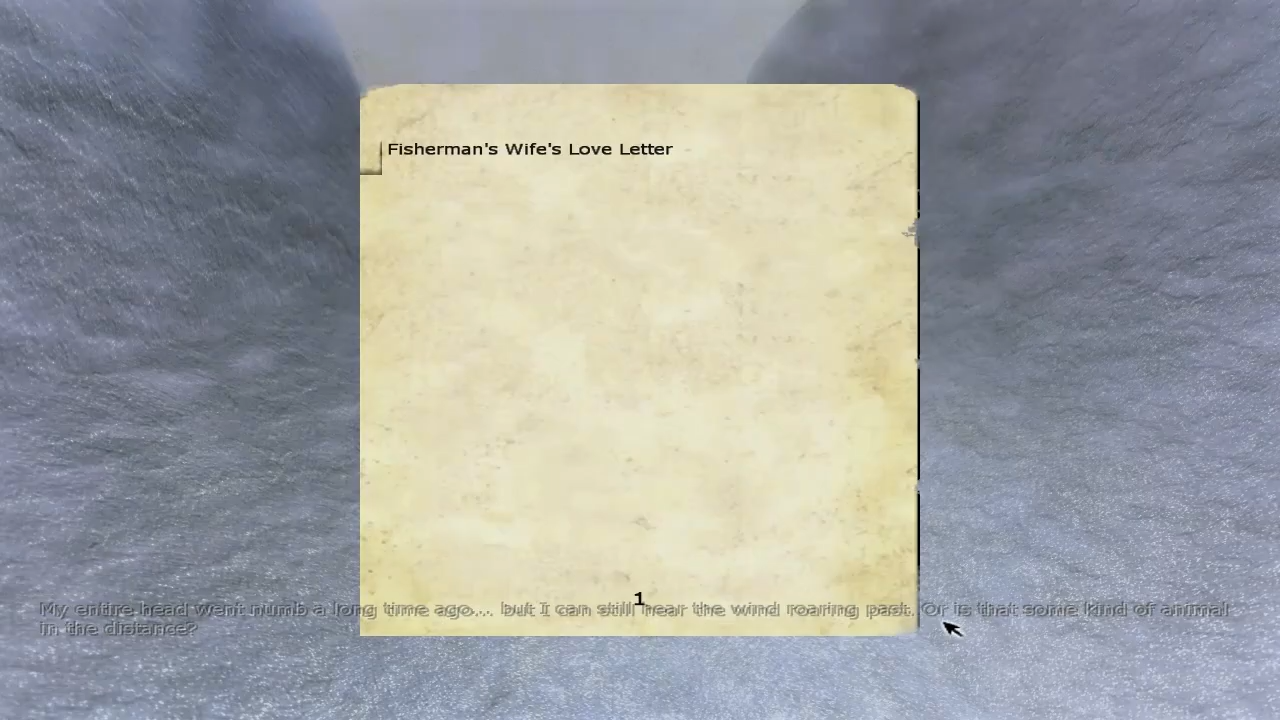 Fisherman's Wife's Love Letter
1
My entire head went numb a long time ago... but I can still hear the wind roaring past. Or is that some kind of animal
in the distance?